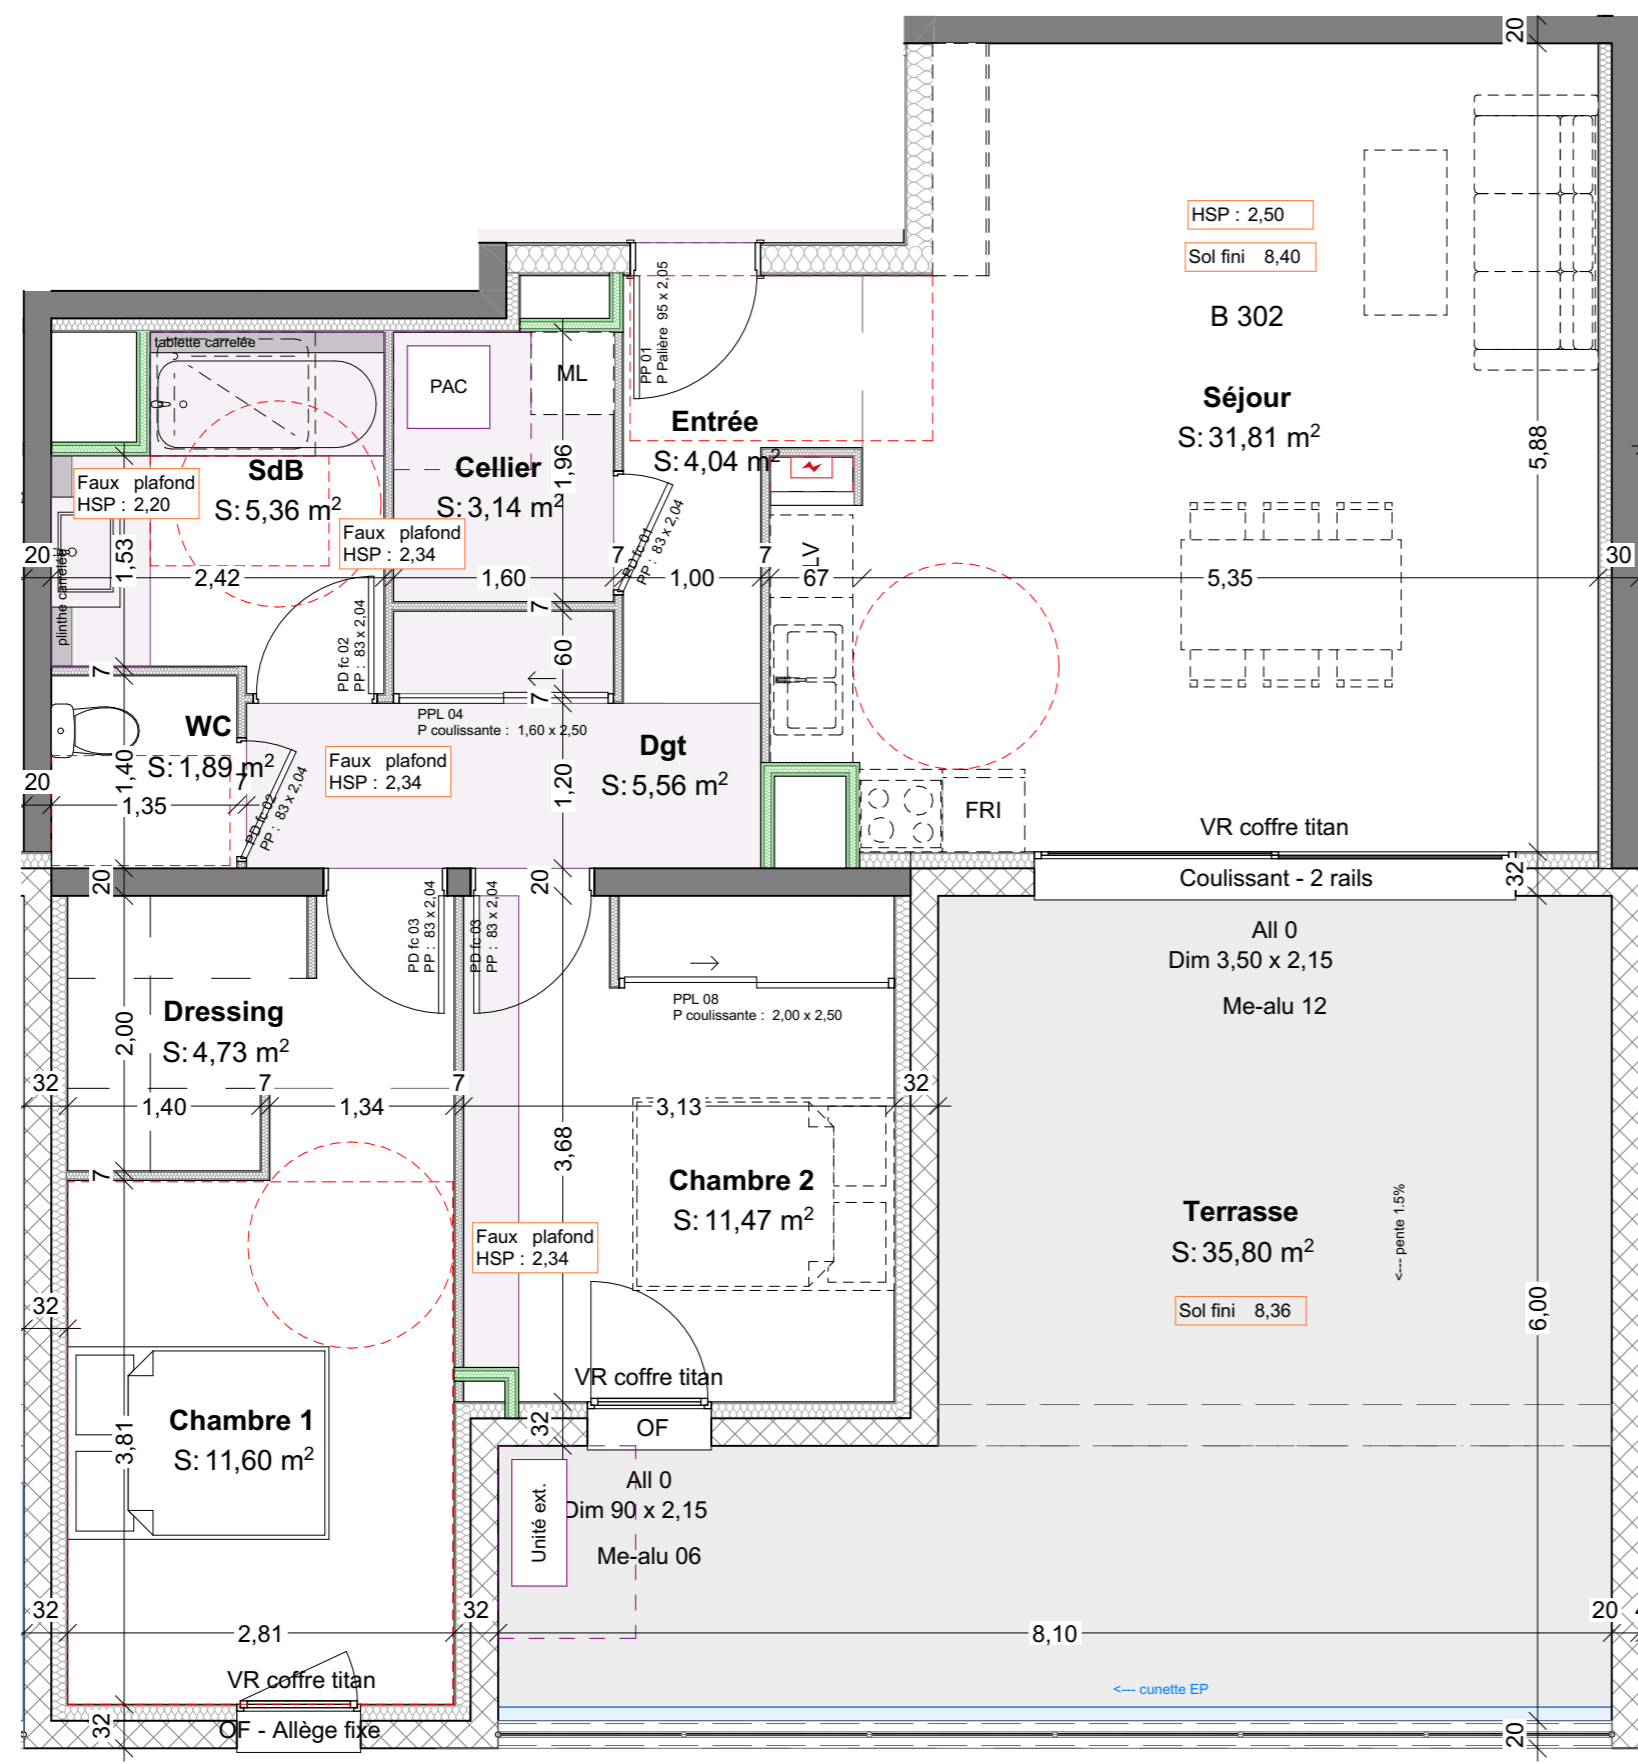 20
HSP : 2,50
Sol fini 8,40
B 302
Séjour
S: 31,81 m²
5,88
PP 01
P Palière 95 x 2,05
Entrée
S: 4,04 m²
tablette carrelée
PAC
ML
SdB
S: 5,36 m²
Cellier
S: 3,14 m²
1,96
Faux plafond
HSP : 2,20
Faux plafond
HSP : 2,34
plinthe carrelée
1,53
PD fc 01
PP : 83 x 2,04
LV
20
2,42
1,60
7
1,00
7
67
5,35
30
7
60
7
PD fc 02
PP : 83 x 2,04
7
WC
S: 1,89 m²
1,40
20
1,35
7
PD fc 02
PP : 83 x 2,04
PPL 04
P coulissante : 1,60 x 2,50
Faux plafond
HSP : 2,34
Dgt
S: 5,56 m²
1,20
FRI
VR coffre titan
Coulissant - 2 rails
32
All 0
Dim 3,50 x 2,15
Me-alu 12
20
20
PD fc 03
PP : 83 x 2,04
PD fc 03
PP : 83 x 2,04
PPL 08
P coulissante : 2,00 x 2,50
Dressing
S: 4,73 m²
2,00
32
1,40
7
1,34
7
3,13
32
7
3,68
Chambre 2
S: 11,47 m²
Faux plafond
HSP : 2,34
Terrasse
S: 35,80 m²
<--- pente 1.5%
Sol fini 8,36
6,00
32
VR coffre titan
OF
32
Chambre 1
S: 11,60 m²
3,81
Unité ext.
All 0
Dim 90 x 2,15
Me-alu 06
32
2,81
32
8,10
20
VR coffre titan
OF - Allège fixe
32
<--- cunette EP
20